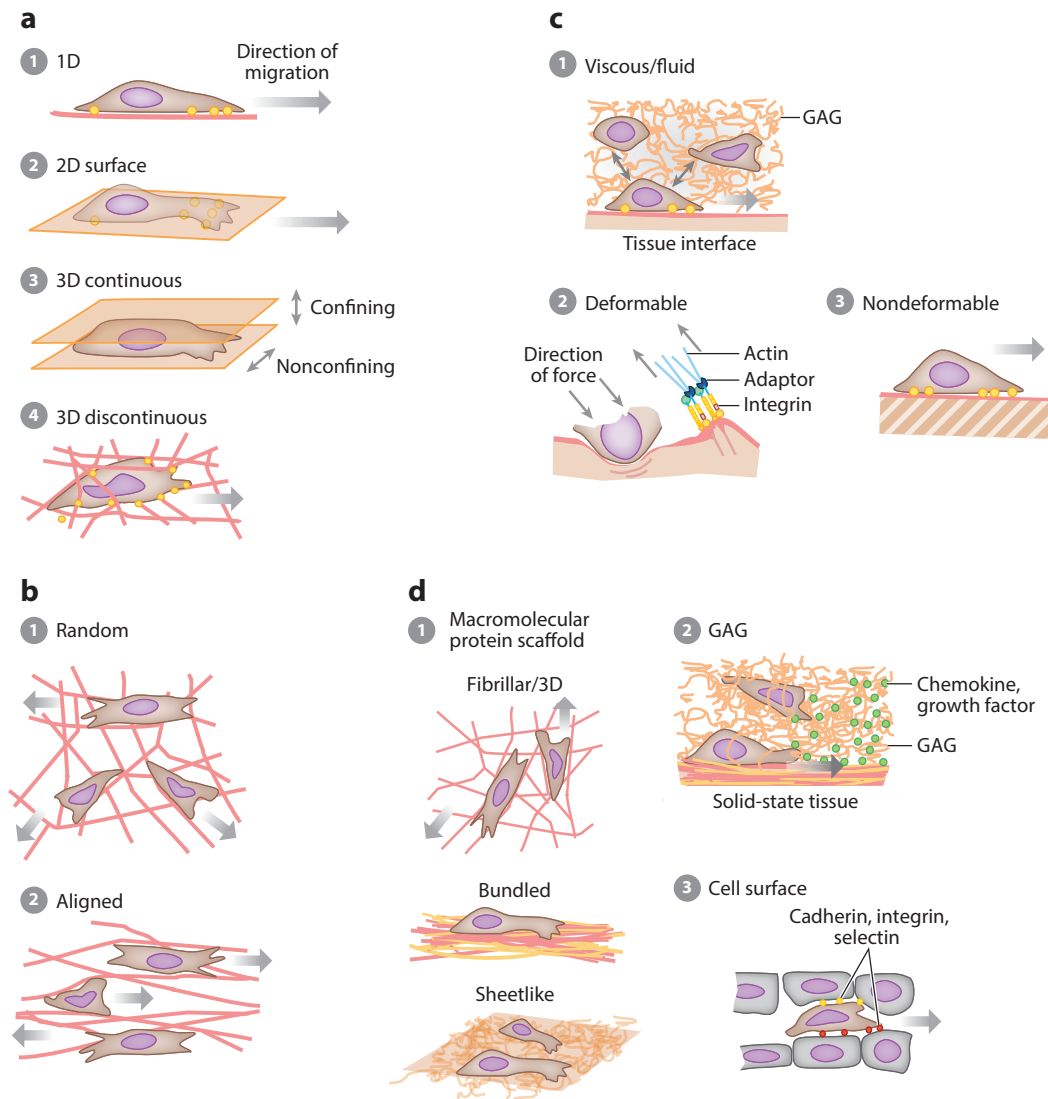 a
1 1D
Direction of
migration
2 2D surface
3 3D continuous
Confining
Nonconfining
4 3D discontinuous
b
1 Random
2 Aligned
c
1 Viscous/fluid
GAG
Tissue interface
2 Deformable
Direction
of force
Actin
Adaptor
Integrin
3 Nondeformable
d
1 Macromolecular
protein scaffold
Fibrillar/3D
Bundled
Sheetlike
2 GAG
Chemokine,
growth factor
GAG
Solid-state tissue
3 Cell surface
Cadherin, integrin,
selectin